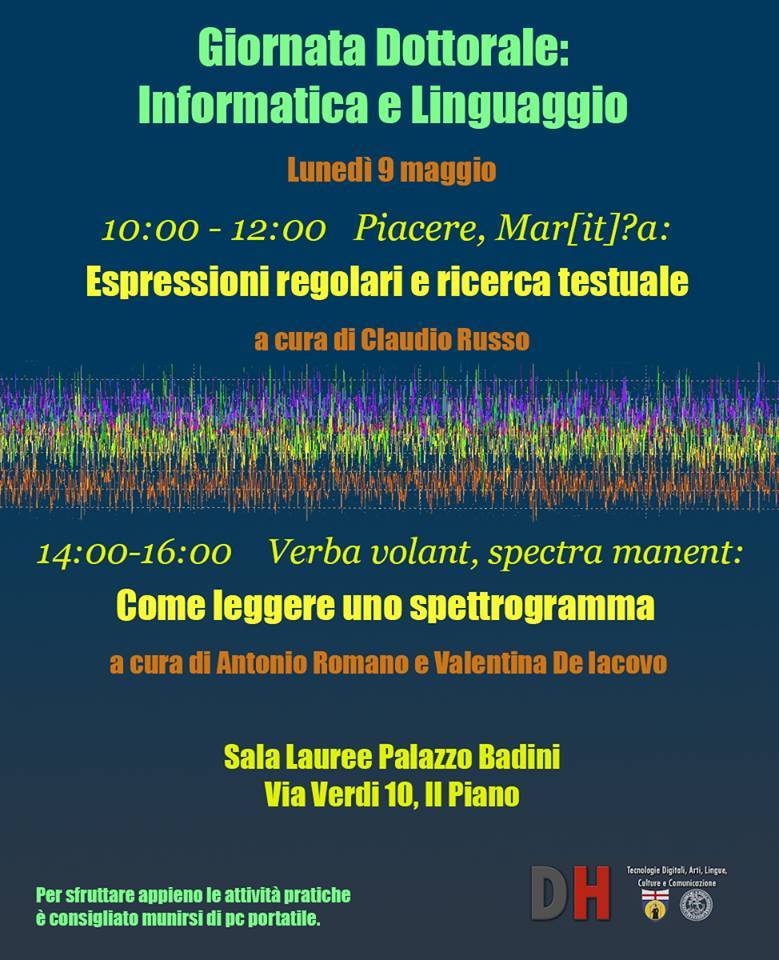 Giornata Dottorale:
Informatica e Linguaggio
Lunedì 9 maggio
10:00 - 12:00 Piacere, Mar[it]?a:
Espressioni regolari e ricerca testuale
a cura di Claudio Russo
14:00-16:00 Verba volant, spectra manent:
Come leggere uno spettrogramma
a cura di Antonio Romano e Valentina De Iacovo
Sala Lauree Palazzo Badini
Via Verdi 10, II Piano
Per sfruttare appieno le attività pratiche
è consigliato munirsi di pc portatile.
DH
Tecnologie Digitali, Arti, Lingue,
Culture e Comunicazione